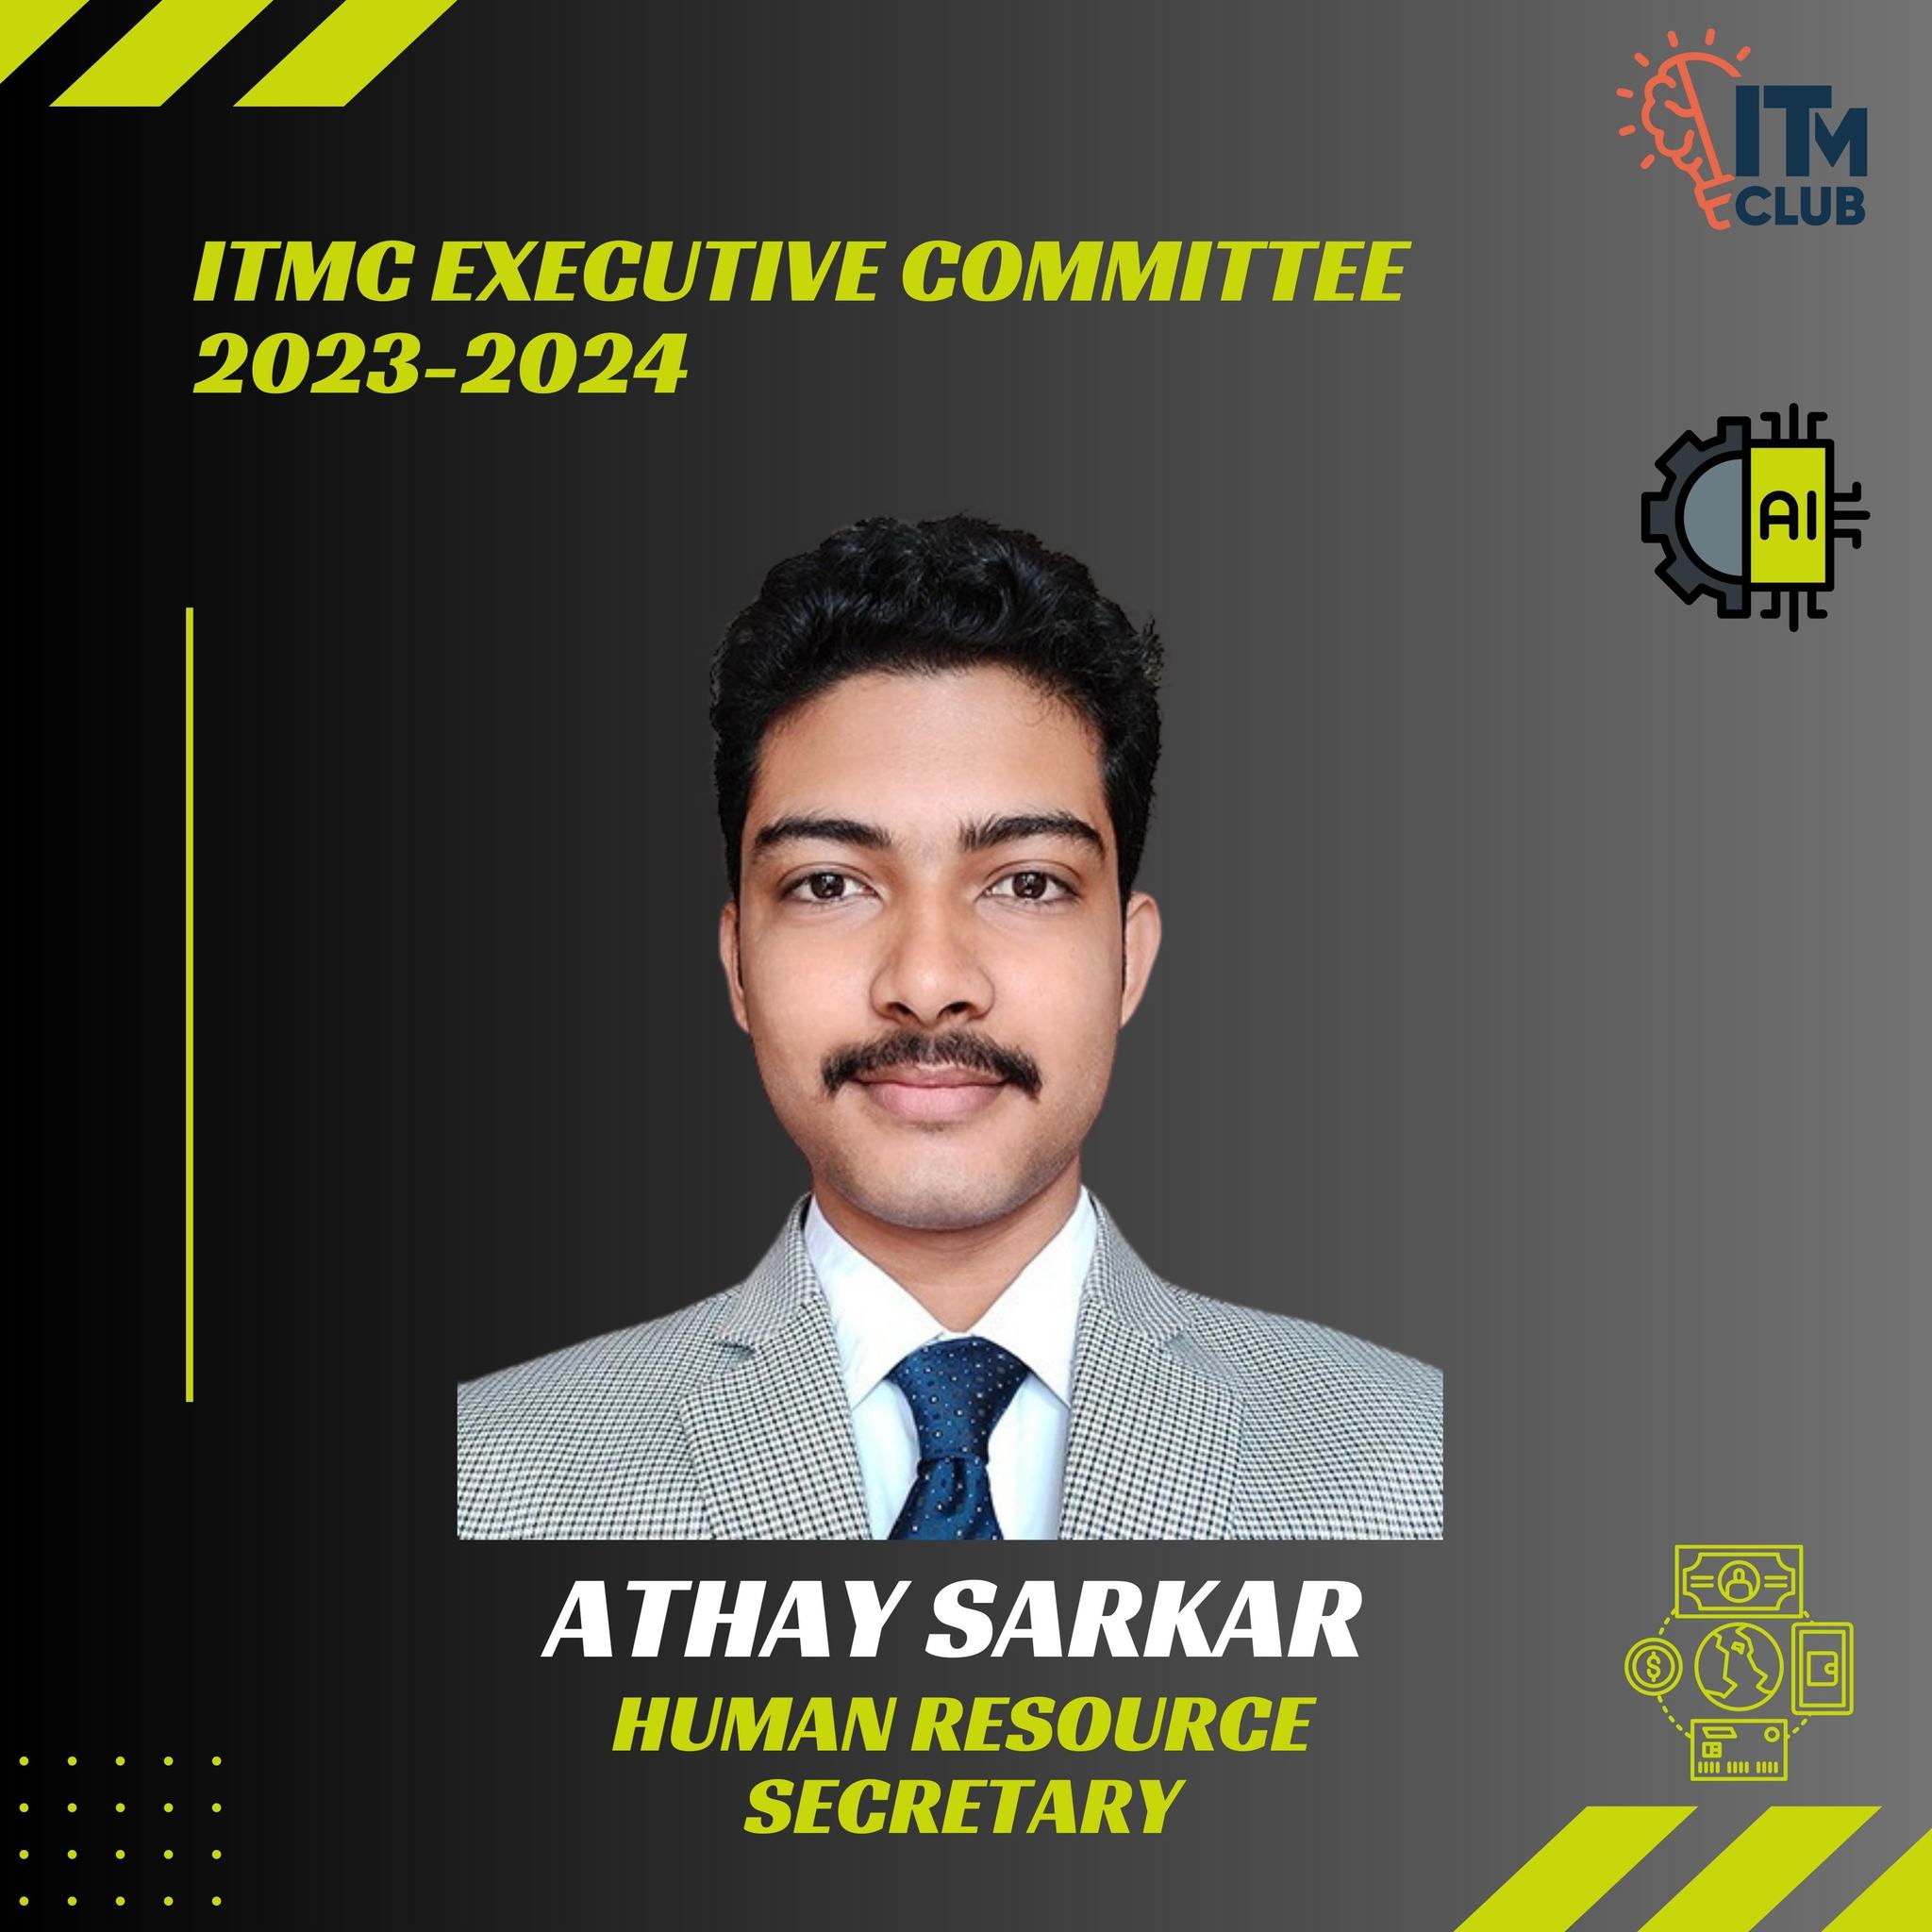 ITM
CLUB
ITMC EXECUTIVE COMMITTEE
2023-2024
AI
ATHAY SARKAR
HUMAN RESOURCE
SECRETARY
$